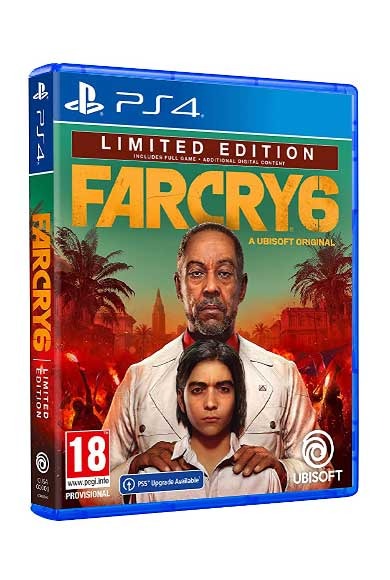 PS4
LIMITED EDITION
INCLUDES FULL GAME • ADDITIONAL DIGITAL CONTENT
FARCRY6
A UBISOFT ORIGINAL
18
www.pegi.info
PROVISIONAL
PS5™ Upgrade Available
UBISOFT
PS4
FARCRY6
LIMITED
EDITION